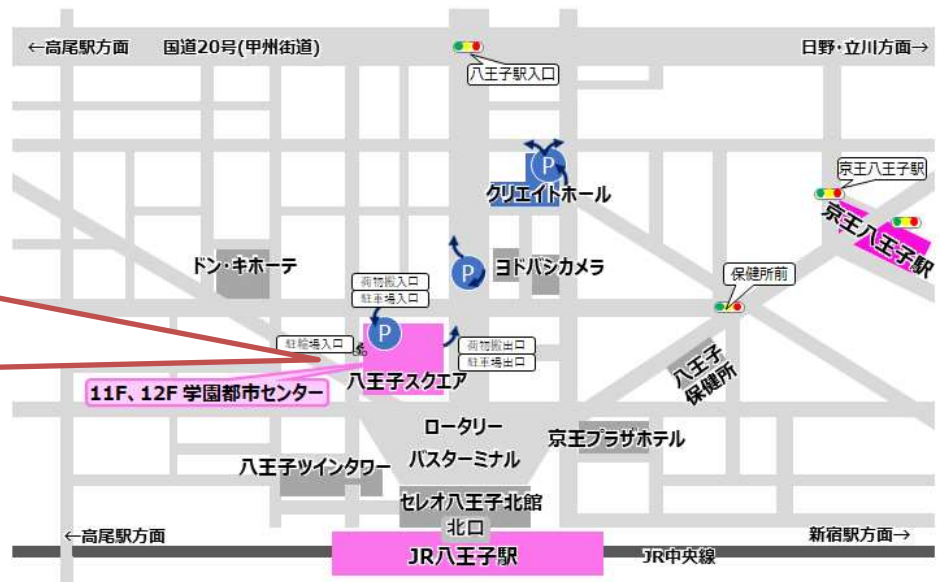 ←高尾駅方面
国道20号(甲州街道)
日野・立川方面→
八王子駅入口
P
クリエイトホール
京王八王子駅
京王八王子駅
ドン・キホーテ
荷物搬入口
駐車場入口
P
ヨドバシカメラ
保健所前
駐輪場入口
P
荷物搬出口
駐車場出口
八王子スクエア
11F、12F 学園都市センター
八王子
保健所
ロータリー
京王プラザホテル
八王子ツインタワー
バスターミナル
セレオ八王子北館
北口
←高尾駅方面
新宿駅方面→
JR八王子駅
JR中央線